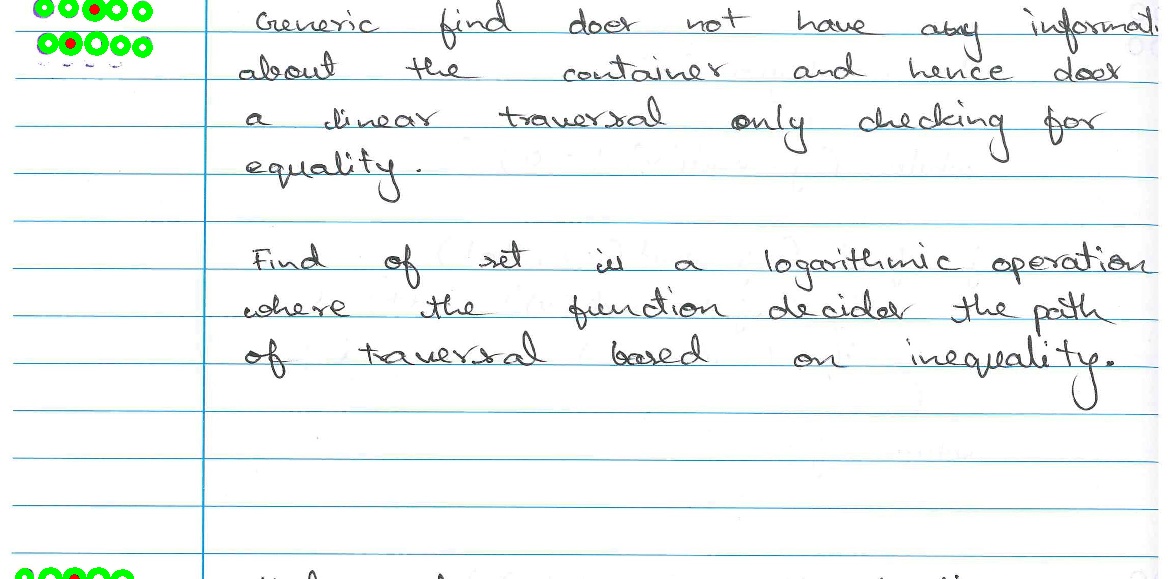 Generic find does not have any informat
about the container and hence does
a linear traversal only checking for
equality.
Find of set is a logarithmic operation
where the function decides the path
of traversal based on inequality.